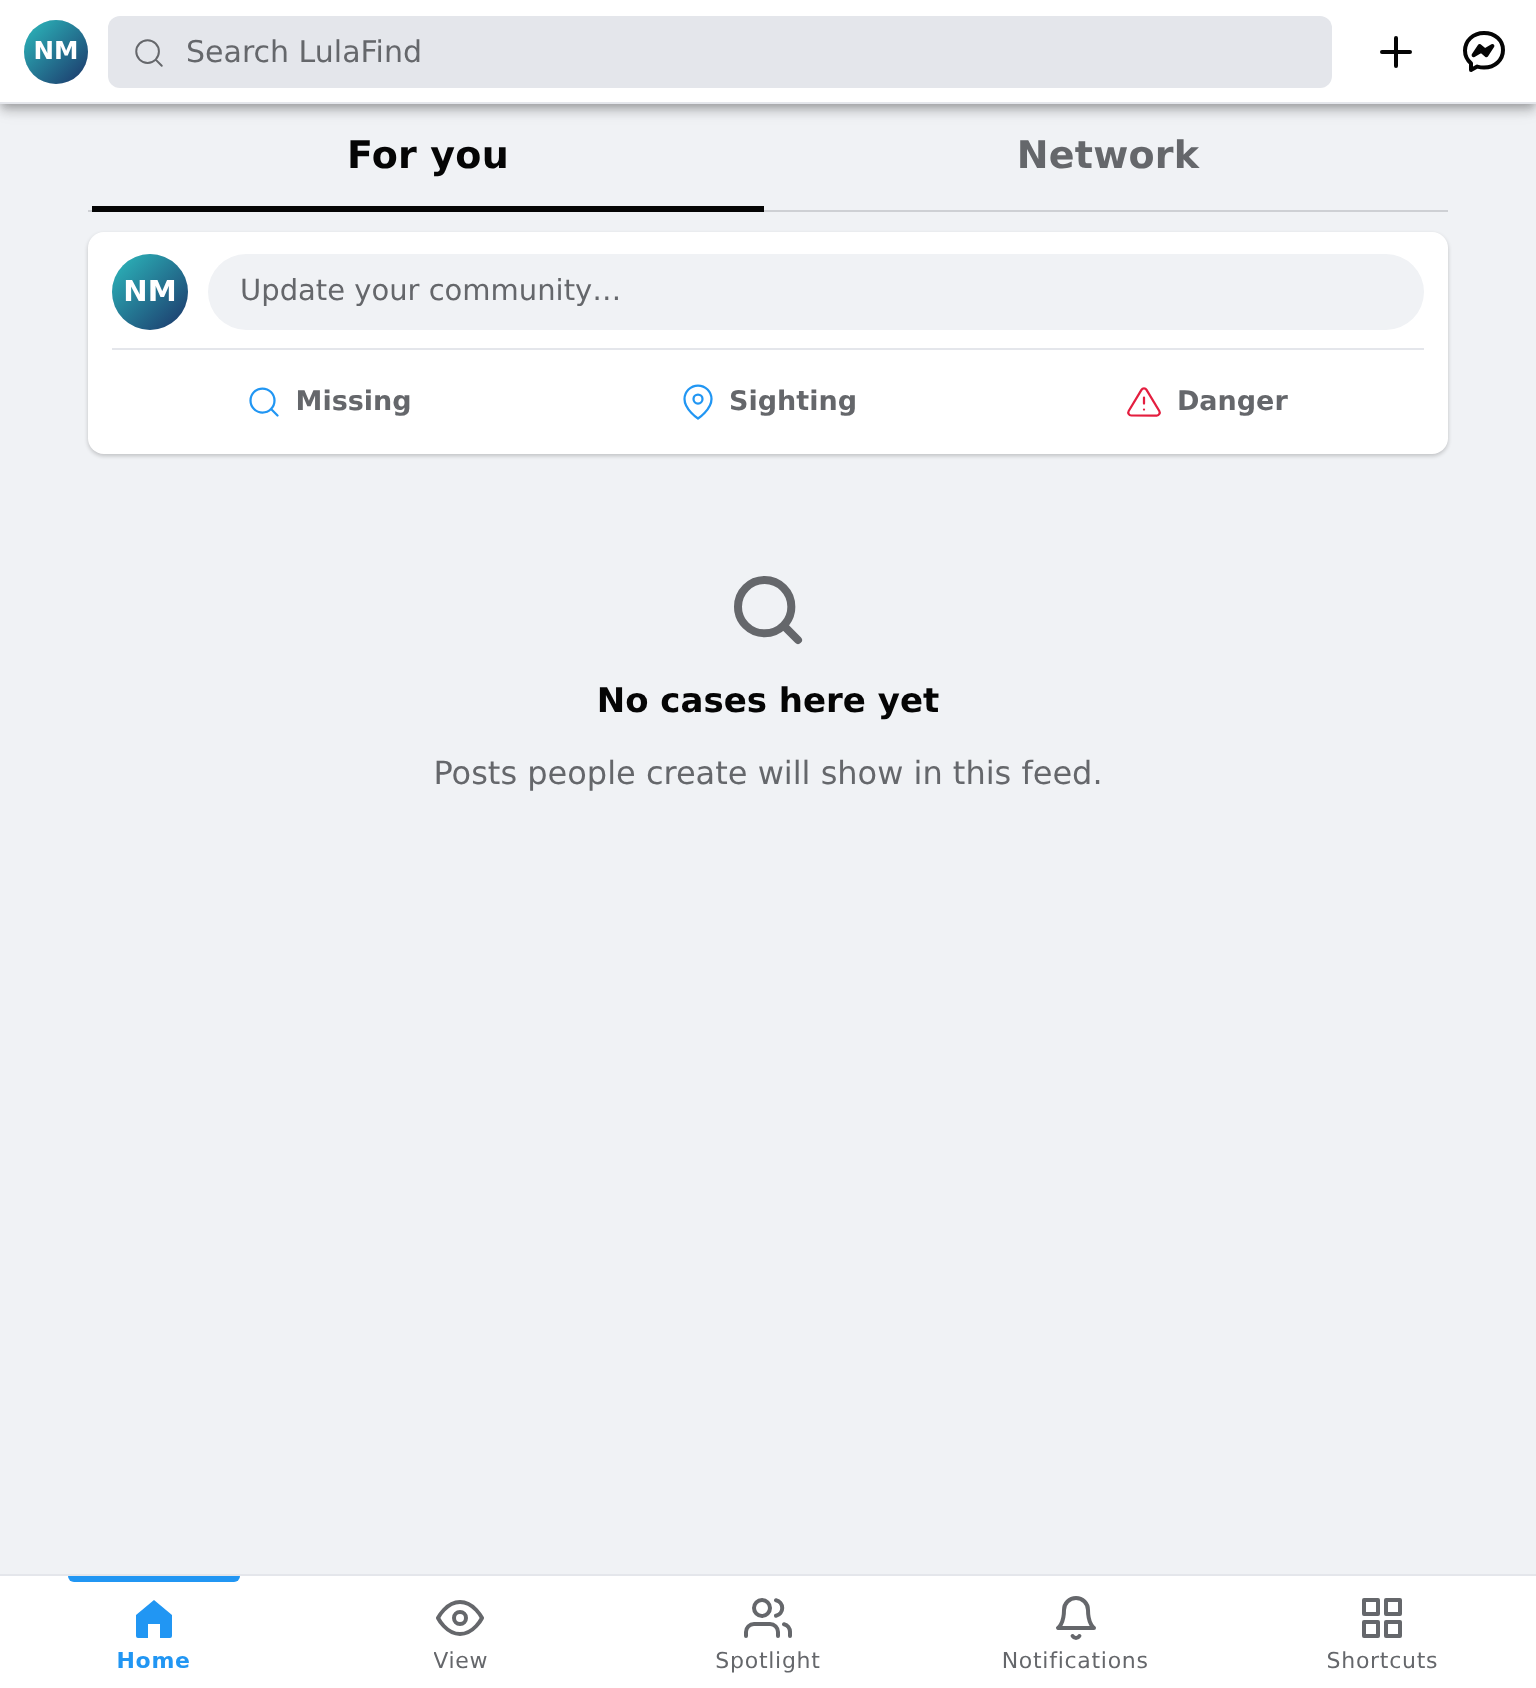 NM
Search LulaFind
For you
Network
NM
Update your community...
Missing
Sighting
Danger
No cases here yet
Posts people create will show in this feed.
Home
View
Spotlight
Notifications
Shortcuts